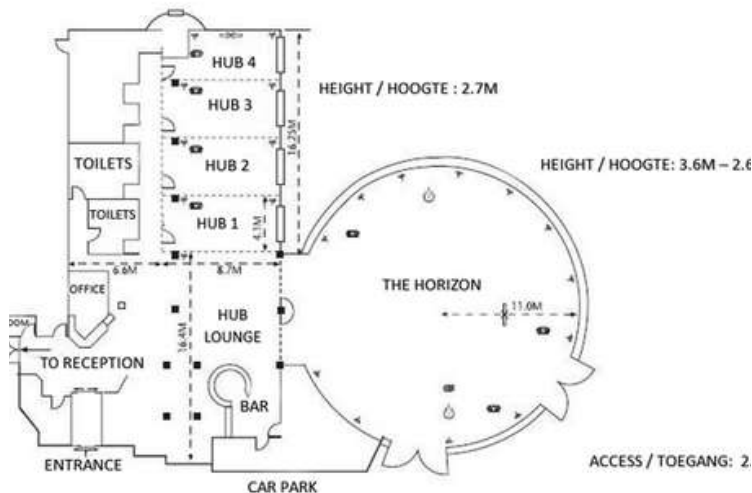 HUB 4
HEIGHT / HOOGTE : 2.7M
HUB 3
16.25M
HEIGHT / HOOGTE: 3.6M – 2.6
TOILETS
HUB 2
TOILETS
HUB 1
4.1M
6.6M
8.7M
OFFICE
THE HORIZON
11.0M
HUB
LOUNGE
16.4M
OOM
TO RECEPTION
BAR
ENTRANCE
ACCESS / TOEGANG: 2.
CAR PARK